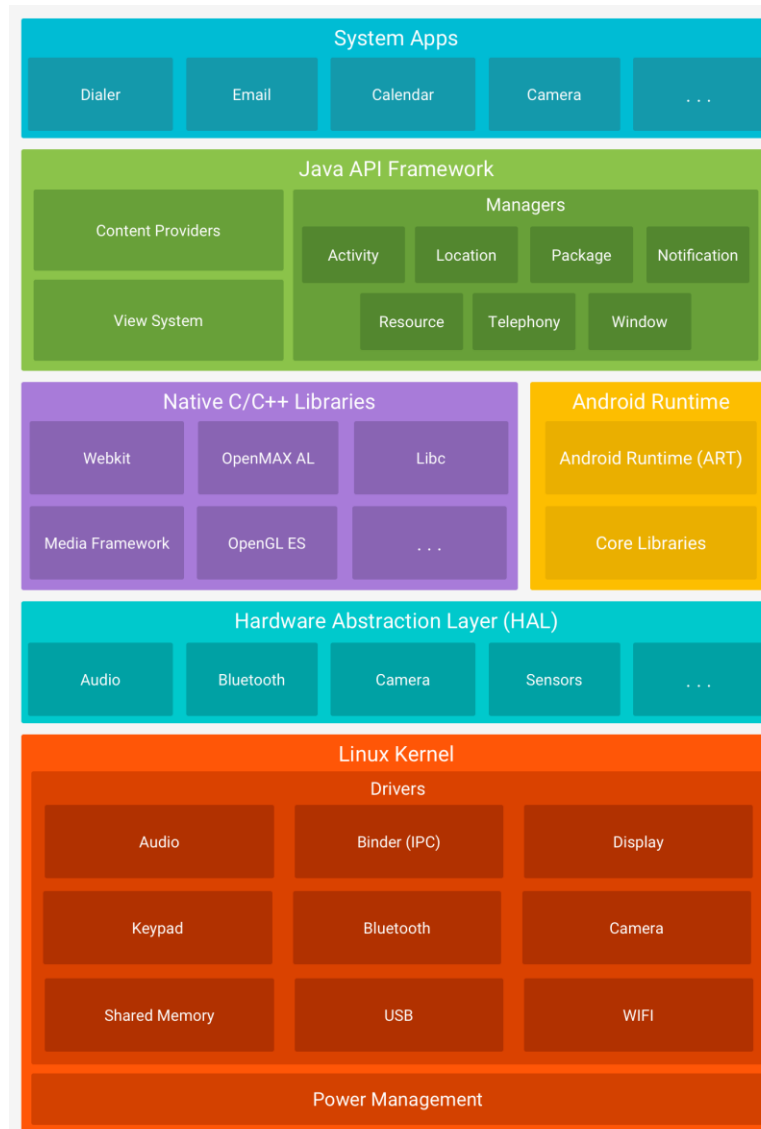 System Apps
Dialer
Email
Calendar
Camera
. . .
Java API Framework
Content Providers
View System
Managers
Activity
Location
Package
Notification
Resource
Telephony
Window
Native C/C++ Libraries
Webkit
OpenMAX AL
Libc
Media Framework
OpenGL ES
. . .
Android Runtime
Android Runtime (ART)
Core Libraries
Hardware Abstraction Layer (HAL)
Audio
Bluetooth
Camera
Sensors
. . .
Linux Kernel
Drivers
Audio
Binder (IPC)
Display
Keypad
Bluetooth
Camera
Shared Memory
USB
WIFI
Power Management